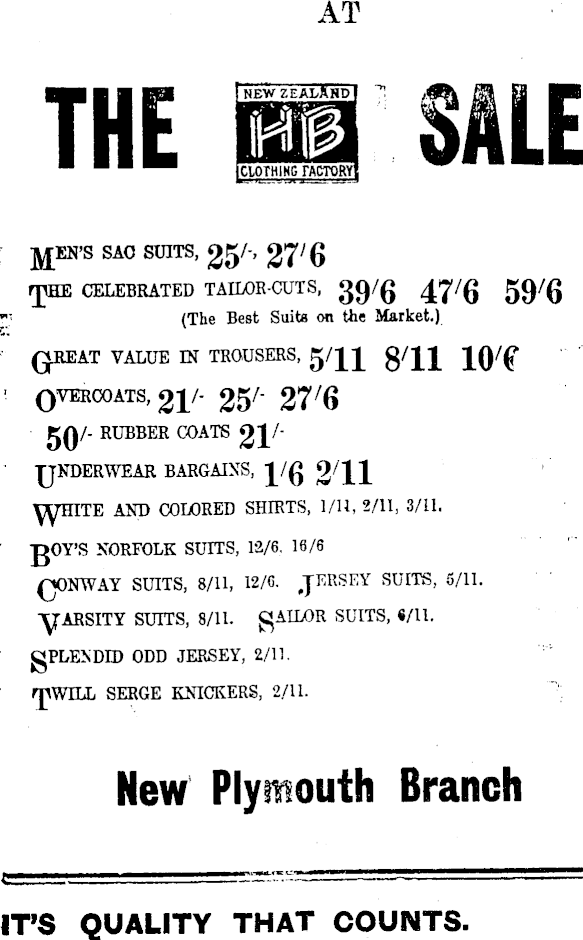 AT
THE NEW ZEALAND HB CLOTHING FACTORY SALE
MEN'S SAC SUITS, 25/-, 27/6
THE CELEBRATED TAILOR-CUTS, 39/6 47/6 59/6
(The Best Suits on the Market.)
GREAT VALUE IN TROUSERS, 5/11 8/11 10/6
OVERCOATS, 21/- 25/- 27/6
50/- RUBBER COATS 21/-
UNDERWEAR BARGAINS, 1/6 2/11
WHITE AND COLORED SHIRTS, 1/11, 2/11, 3/11.
BOY'S NORFOLK SUITS, 12/6, 16/6
CONWAY SUITS, 8/11, 12/6. JERSEY SUITS, 5/11.
VARSITY SUITS, 8/11. SAILOR SUITS, 6/11.
SPLENDID ODD JERSEY, 2/11.
TWILL SERGE KNICKERS, 2/11.
New Plymouth Branch
IT'S QUALITY THAT COUNTS.